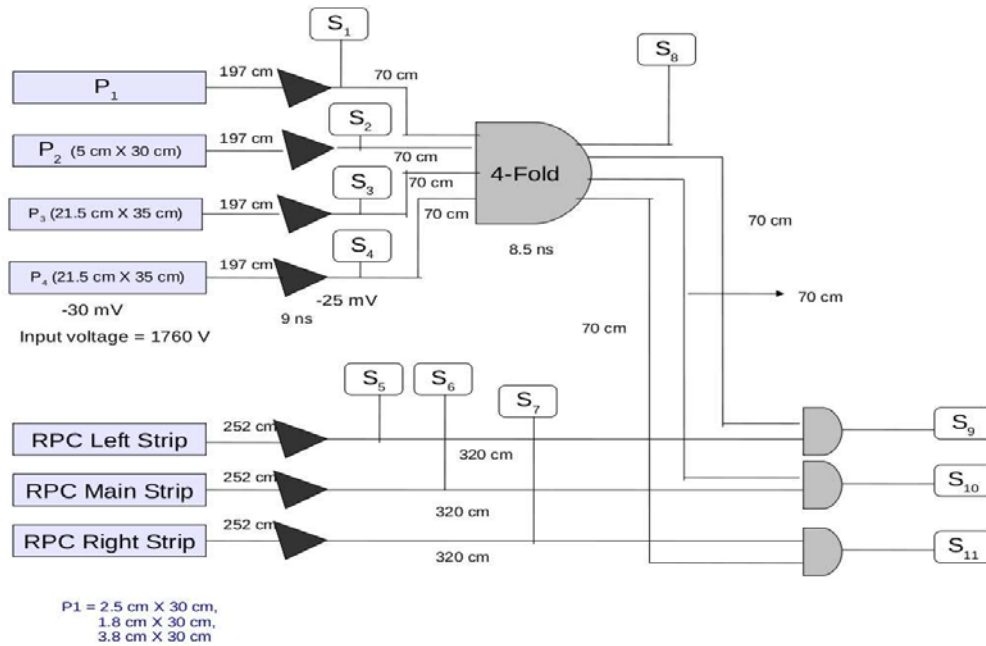 S1
S8
197 cm
70 cm
P1
S2
197 cm
P2 (5 cm X 30 cm)
70 cm
4-Fold
S3
70 cm
197 cm
P3 (21.5 cm X 35 cm)
70 cm
S4
70 cm
8.5 ns
197 cm
P4 (21.5 cm X 35 cm)
-30 mV
-25 mV
70 cm
9 ns
Input voltage = 1760 V
70 cm
S5
S6
S7
252 cm
RPC Left Strip
S9
320 cm
252 cm
RPC Main Strip
S10
320 cm
252 cm
RPC Right Strip
S11
320 cm
P1 = 2.5 cm X 30 cm,
1.8 cm X 30 cm,
3.8 cm X 30 cm